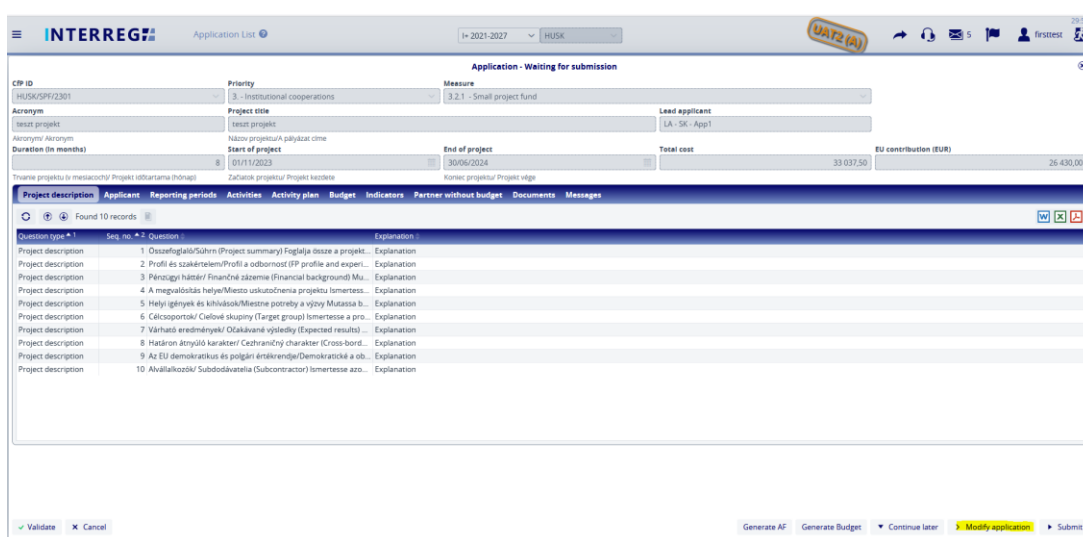 29:5
INTERREG
Application List
I+ 2021-2027 HUSK
UAT2 (A)
5
firsttest
Application - Waiting for submission
CfP ID Priority Measure
HUSK/SPF/2301 3. - Institutional cooperations 3.2.1 - Small project fund
Acronym Project title Lead applicant
teszt projekt teszt projekt LA - SK - App1
Akronym/ Akronym Názov projektu/A pályázat címe
Duration (in months) Start of project End of project Total cost EU contribution (EUR)
8 01/11/2023 30/06/2024 33 037,50 26 430,00
Trvanie projektu (v mesiacoch)/ Projekt időtartama (hónap) Začiatok projektu/ Projekt kezdete Koniec projektu/ Projekt vége
Project description Applicant Reporting periods Activities Activity plan Budget Indicators Partner without budget Documents Messages
Found 10 records
Question type 1 Seq. no. 2 Question Explanation
Project description 1 Összefoglaló/Súhrn (Project summary) Foglalja össze a projekt... Explanation
Project description 2 Profil és szakértelem/Profil a odbornosť (FP profile and experi... Explanation
Project description 3 Pénzügyi háttér/ Finančné zázemie (Financial background) Mu... Explanation
Project description 4 A megvalósítás helye/Miesto uskutočnenia projektu Ismertess... Explanation
Project description 5 Helyi igények és kihívások/Miestne potreby a výzvy Mutassa b... Explanation
Project description 6 Célcsoportok/ Cieľové skupiny (Target group) Ismertesse a pro... Explanation
Project description 7 Várható eredmények/ Očakávané výsledky (Expected results) ... Explanation
Project description 8 Határon átnyúló karakter/ Cezhraničný charakter (Cross-bord... Explanation
Project description 9 Az EU demokratikus és polgári értékrendje/Demokratické a ob... Explanation
Project description 10 Alvállalkozók/ Subdodávatelia (Subcontractor) Ismertesse azo... Explanation
Validate Cancel Generate AF Generate Budget Continue later Modify application Submit